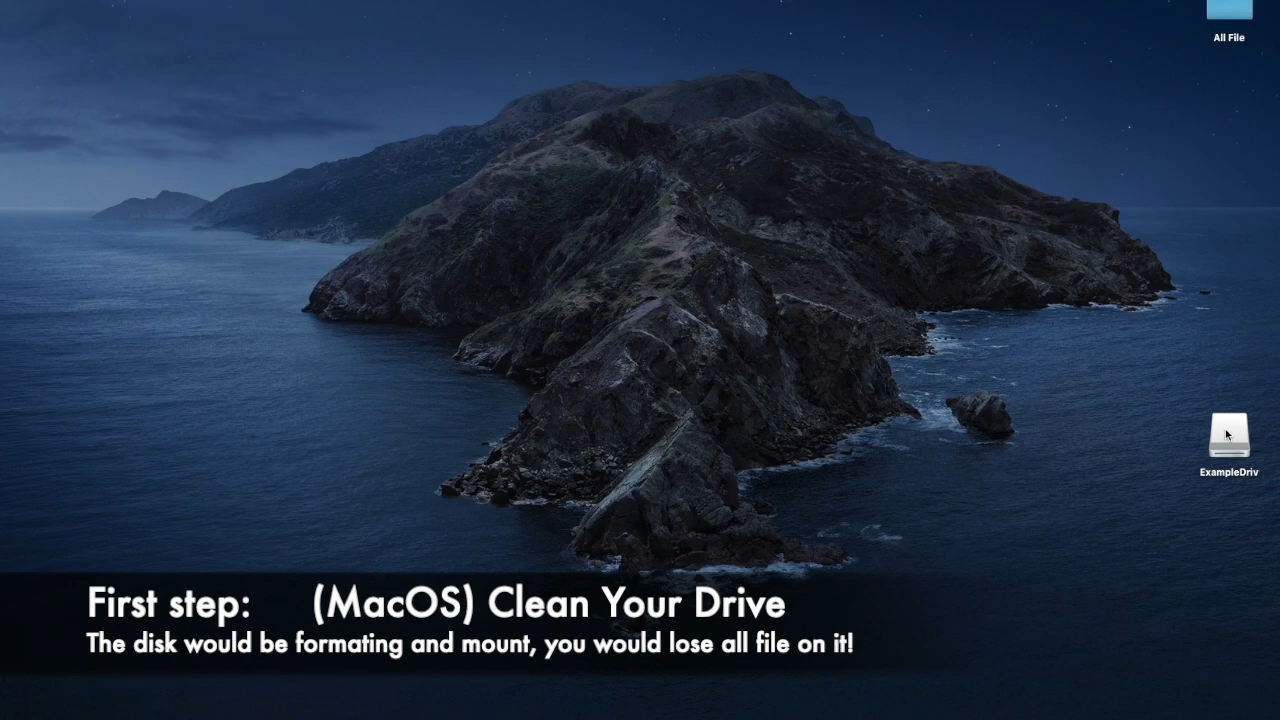 All File
ExampleDriv
First step: (MacOS) Clean Your Drive
The disk would be formating and mount, you would lose all file on it!